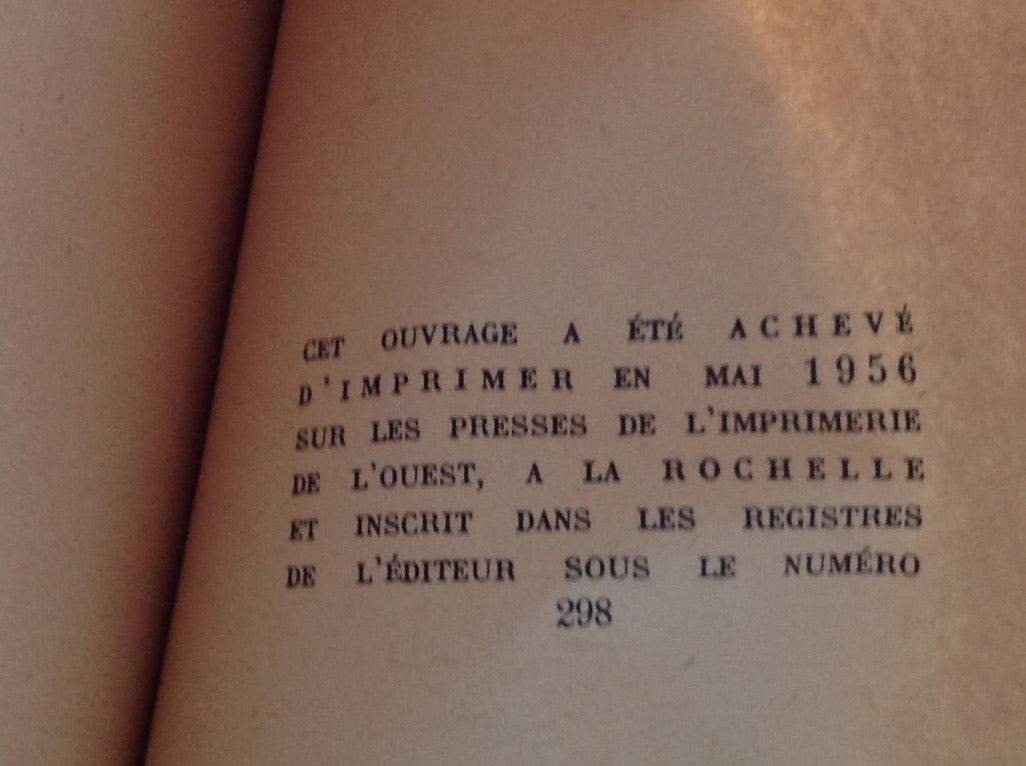 CET OUVRAGE A ÉTÉ ACHEVÉ
D'IMPRIMER EN MAI 1956
SUR LES PRESSES DE L'IMPRIMERIE
DE L'OUEST, A LA ROCHELLE
ET INSCRIT DANS LES REGISTRES
DE L'ÉDITEUR SOUS LE NUMÉRO
298